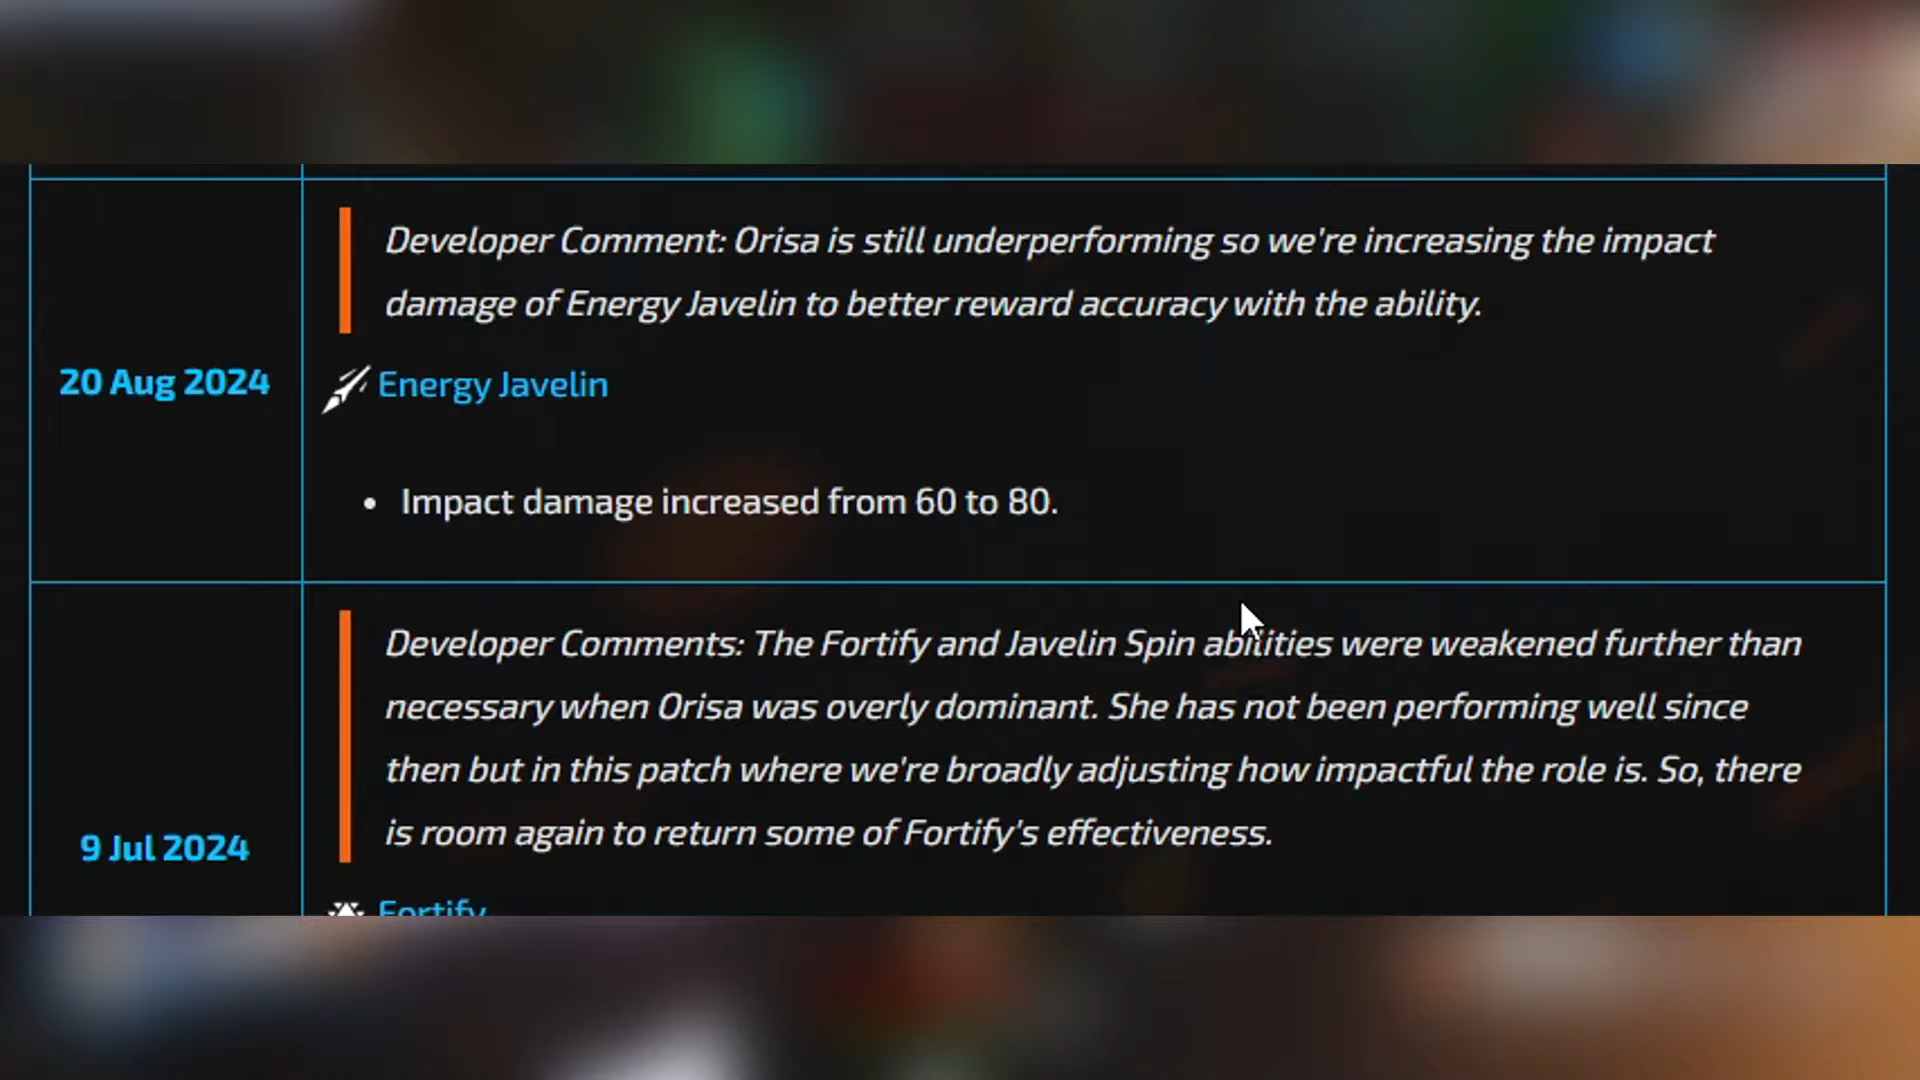 Developer Comment: Orisa is still underperforming so we're increasing the impact
damage of Energy Javelin to better reward accuracy with the ability.
20 Aug 2024
Energy Javelin
• Impact damage increased from 60 to 80.
Developer Comments: The Fortify and Javelin Spin abilities were weakened further than
necessary when Orisa was overly dominant. She has not been performing well since
then but in this patch where we're broadly adjusting how impactful the role is. So, there
is room again to return some of Fortify's effectiveness.
9 Jul 2024
Fortify